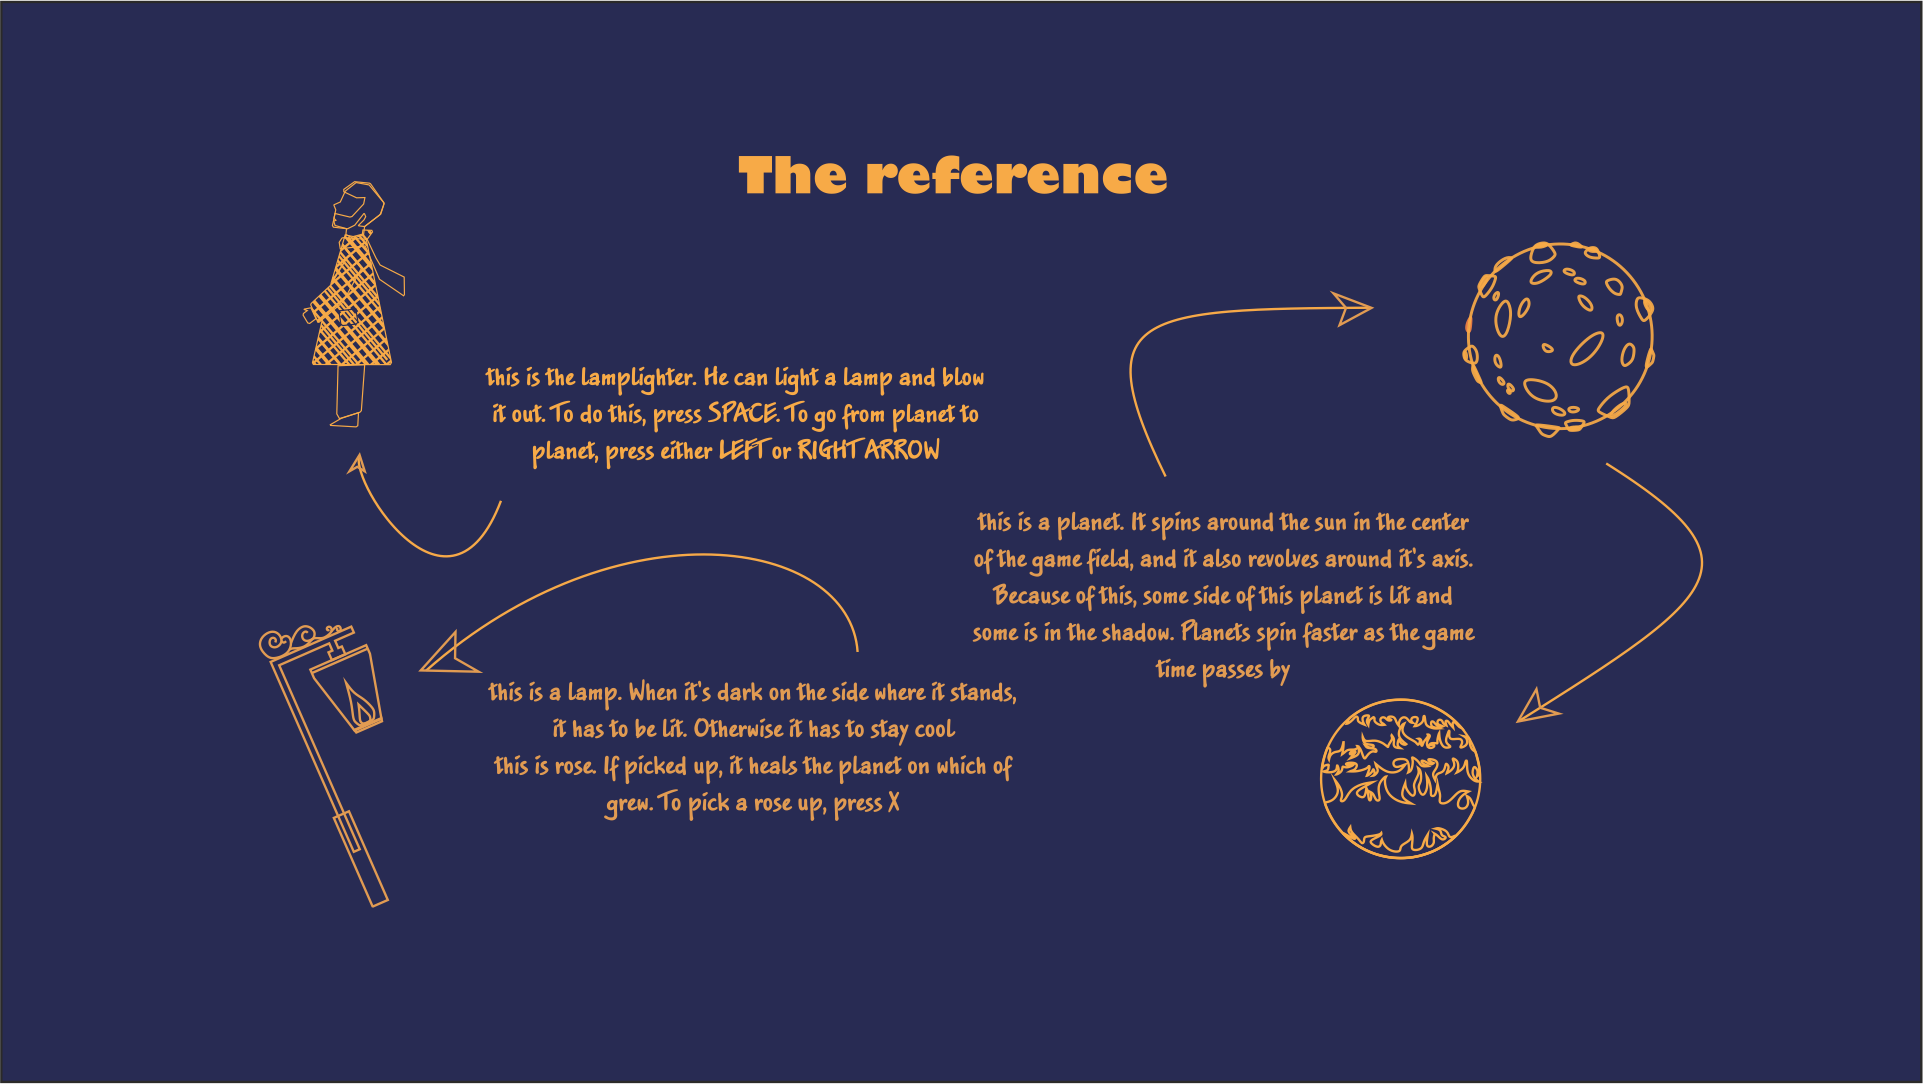 The reference
this is the lamplighter. He can light a lamp and blow
it out. To do this, press SPACE. To go from planet to
planet, press either LEFT or RIGHT ARROW
this is a planet. It spins around the sun in the center
of the game field, and it also revolves around it's axis.
Because of this, some side of this planet is lit and
some is in the shadow. Planets spin faster as the game
time passes by
this is a lamp. When it's dark on the side where it stands,
it has to be lit. Otherwise it has to stay cool
this is rose. If picked up, it heals the planet on which of
grew. To pick a rose up, press X